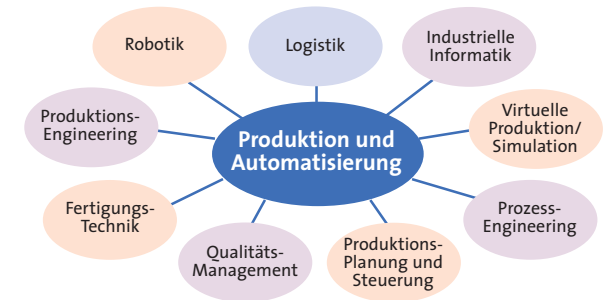 Robotik
Logistik
Industrielle
Informatik
Produktions-
Engineering
Produktion und
Automatisierung
Virtuelle
Produktion/
Simulation
Fertigungs-
Technik
Prozess-
Engineering
Qualitäts-
Management
Produktions-
Planung und
Steuerung